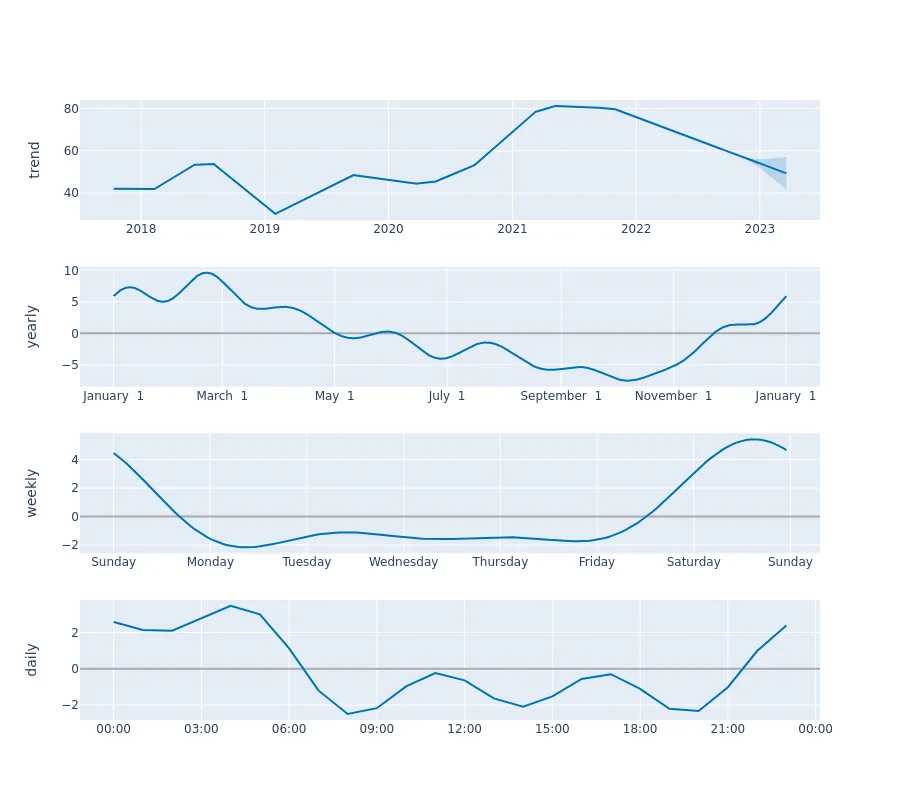 trend
80
60
40
2018 2019 2020 2021 2022 2023
yearly
10
5
0
−5
January 1 March 1 May 1 July 1 September 1 November 1 January 1
weekly
4
2
0
−2
Sunday Monday Tuesday Wednesday Thursday Friday Saturday Sunday
daily
2
0
−2
00:00 03:00 06:00 09:00 12:00 15:00 18:00 21:00 00:00